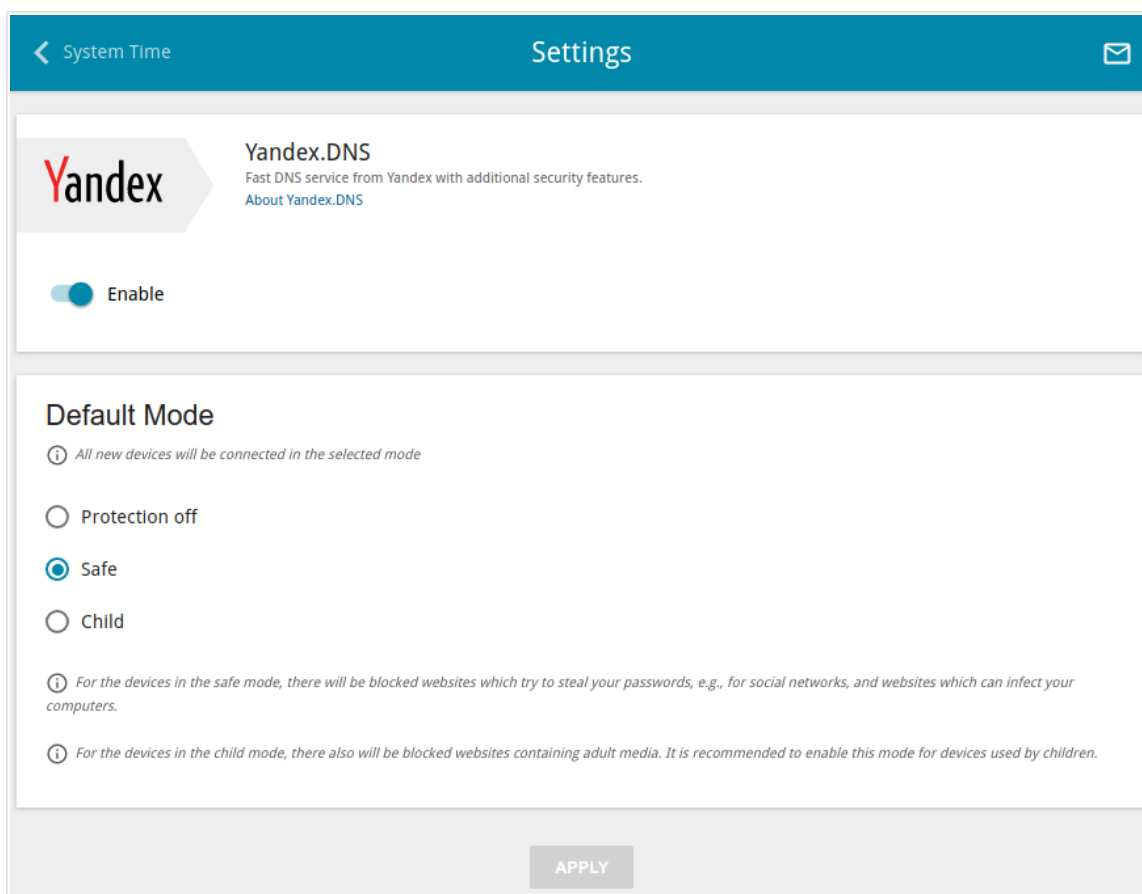 System Time
Settings
Yandex
Yandex.DNS
Fast DNS service from Yandex with additional security features.
About Yandex.DNS
Enable
Default Mode
All new devices will be connected in the selected mode
Protection off
Safe
Child
For the devices in the safe mode, there will be blocked websites which try to steal your passwords, e.g., for social networks, and websites which can infect your
computers.
For the devices in the child mode, there also will be blocked websites containing adult media. It is recommended to enable this mode for devices used by children.
APPLY